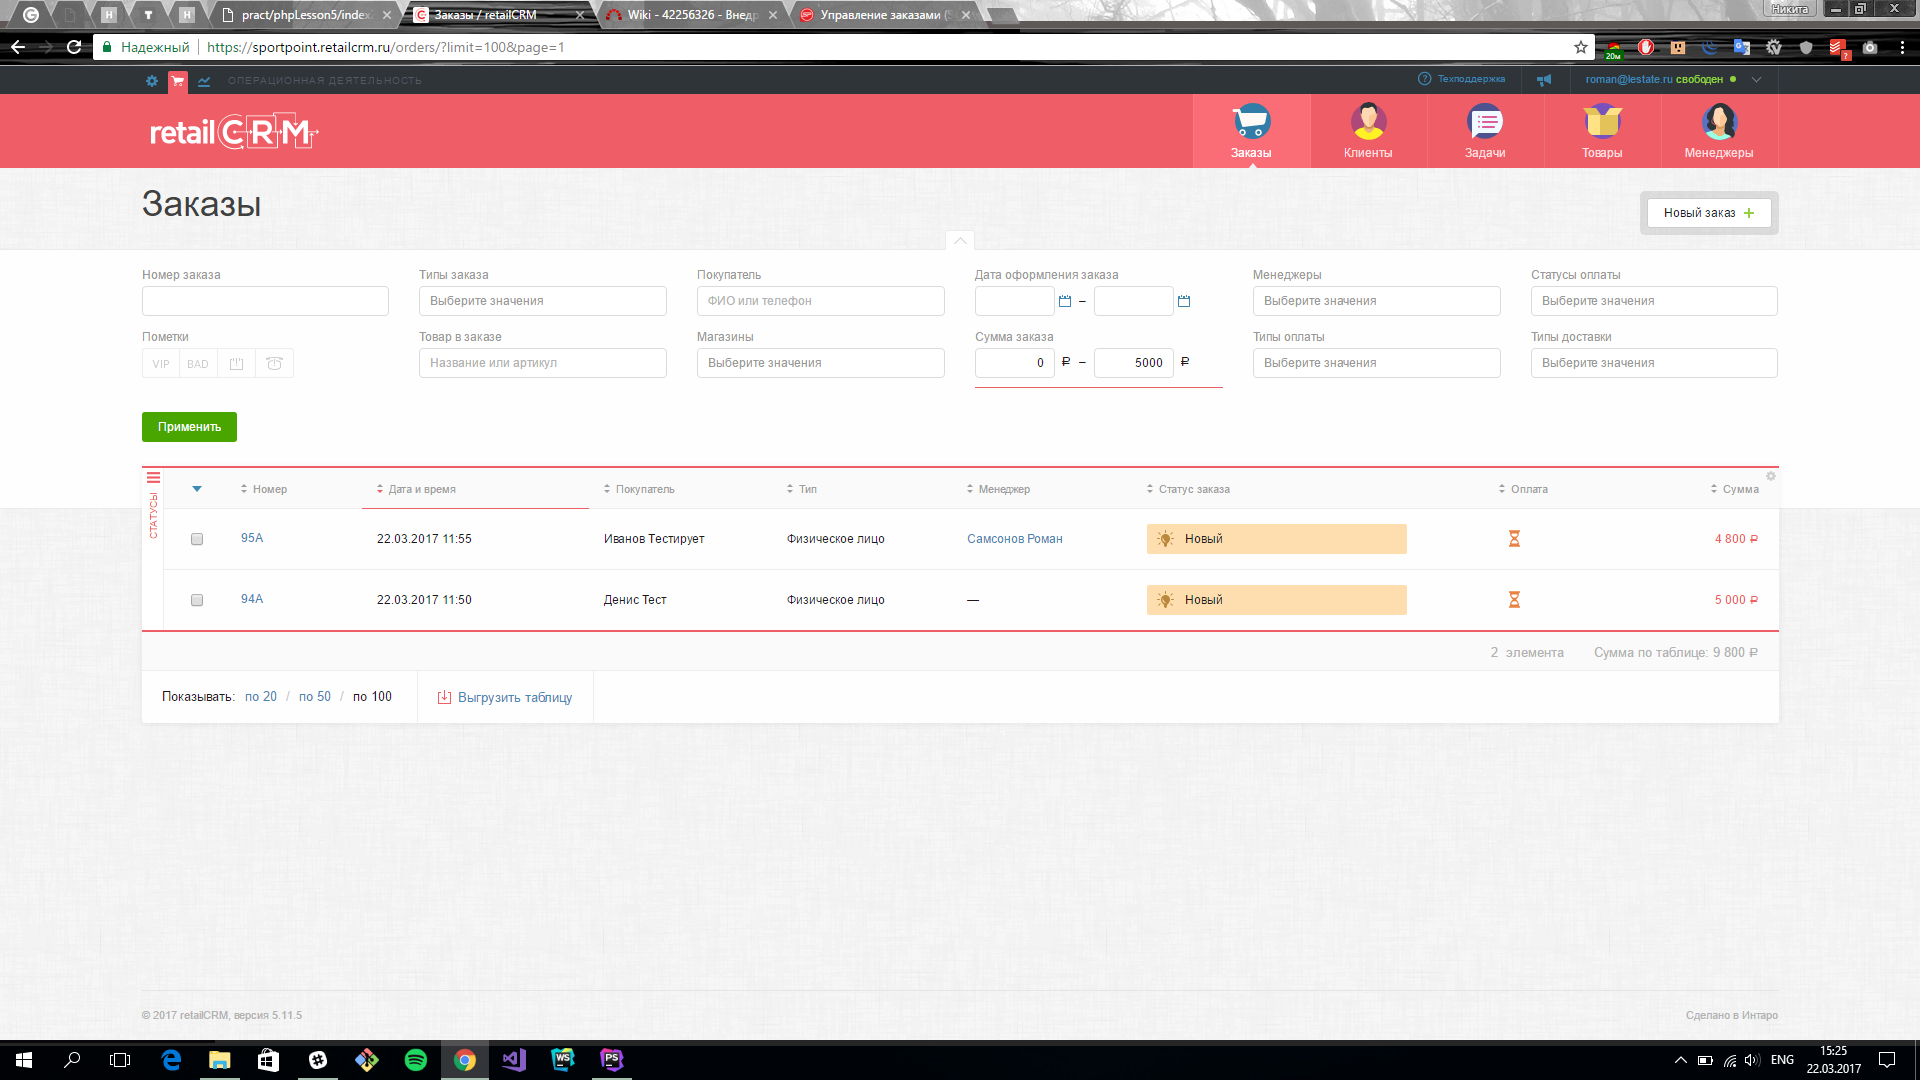 pract/phpLesson5/index
Заказы / retailCRM
Wiki - 42256326 - Внедр
Управление заказами (
Никита
Надежный
https://sportpoint.retailcrm.ru/orders/?limit=100&page=1
20м
?
ОПЕРАЦИОННАЯ ДЕЯТЕЛЬНОСТЬ
Техподдержка
roman@lestate.ru свободен
retailCRM
Заказы
Клиенты
Задачи
Товары
Менеджеры
Заказы
Новый заказ
Номер заказа
Типы заказа
Покупатель
Дата оформления заказа
Менеджеры
Статусы оплаты
Выберите значения
ФИО или телефон
–
Выберите значения
Выберите значения
Пометки
Товар в заказе
Магазины
Сумма заказа
Типы оплаты
Типы доставки
VIP
BAD
Название или артикул
Выберите значения
0 ₽ – 5000 ₽
Выберите значения
Выберите значения
Применить
СТАТУСЫ
Номер
Дата и время
Покупатель
Тип
Менеджер
Статус заказа
Оплата
Сумма
95A
22.03.2017 11:55
Иванов Тестирует
Физическое лицо
Самсонов Роман
Новый
4 800 ₽
94A
22.03.2017 11:50
Денис Тест
Физическое лицо
—
Новый
5 000 ₽
2 элемента
Сумма по таблице: 9 800 ₽
Показывать: по 20 / по 50 / по 100
Выгрузить таблицу
© 2017 retailCRM, версия 5.11.5
Сделано в Интаро
WS
PS
ENG
15:25
22.03.2017